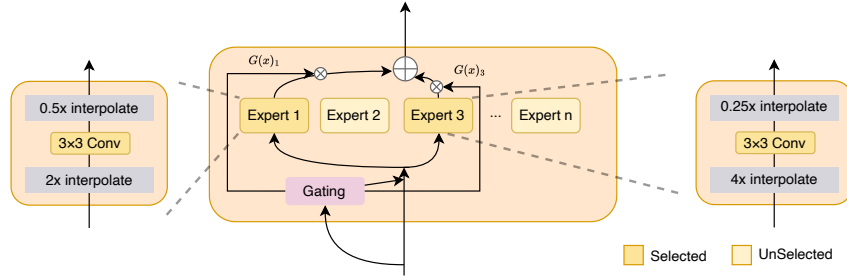 0.5x interpolate
3×3 Conv
2x interpolate
G(x)₁
G(x)₃
Expert 1
Expert 2
Expert 3
...
Expert n
Gating
0.25x interpolate
3×3 Conv
4x interpolate
Selected
UnSelected